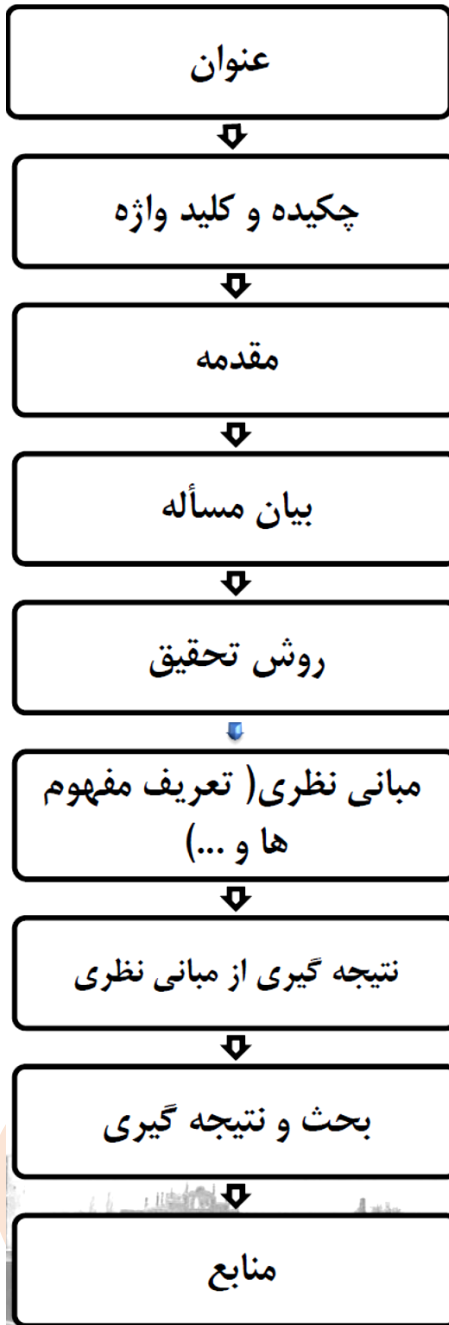 عنوان
چکیده و کلید واژه
مقدمه
بیان مسأله
روش تحقیق
مبانی نظری( تعریف مفهوم
ها و ...)
نتیجه گیری از مبانی نظری
بحث و نتیجه گیری
منابع